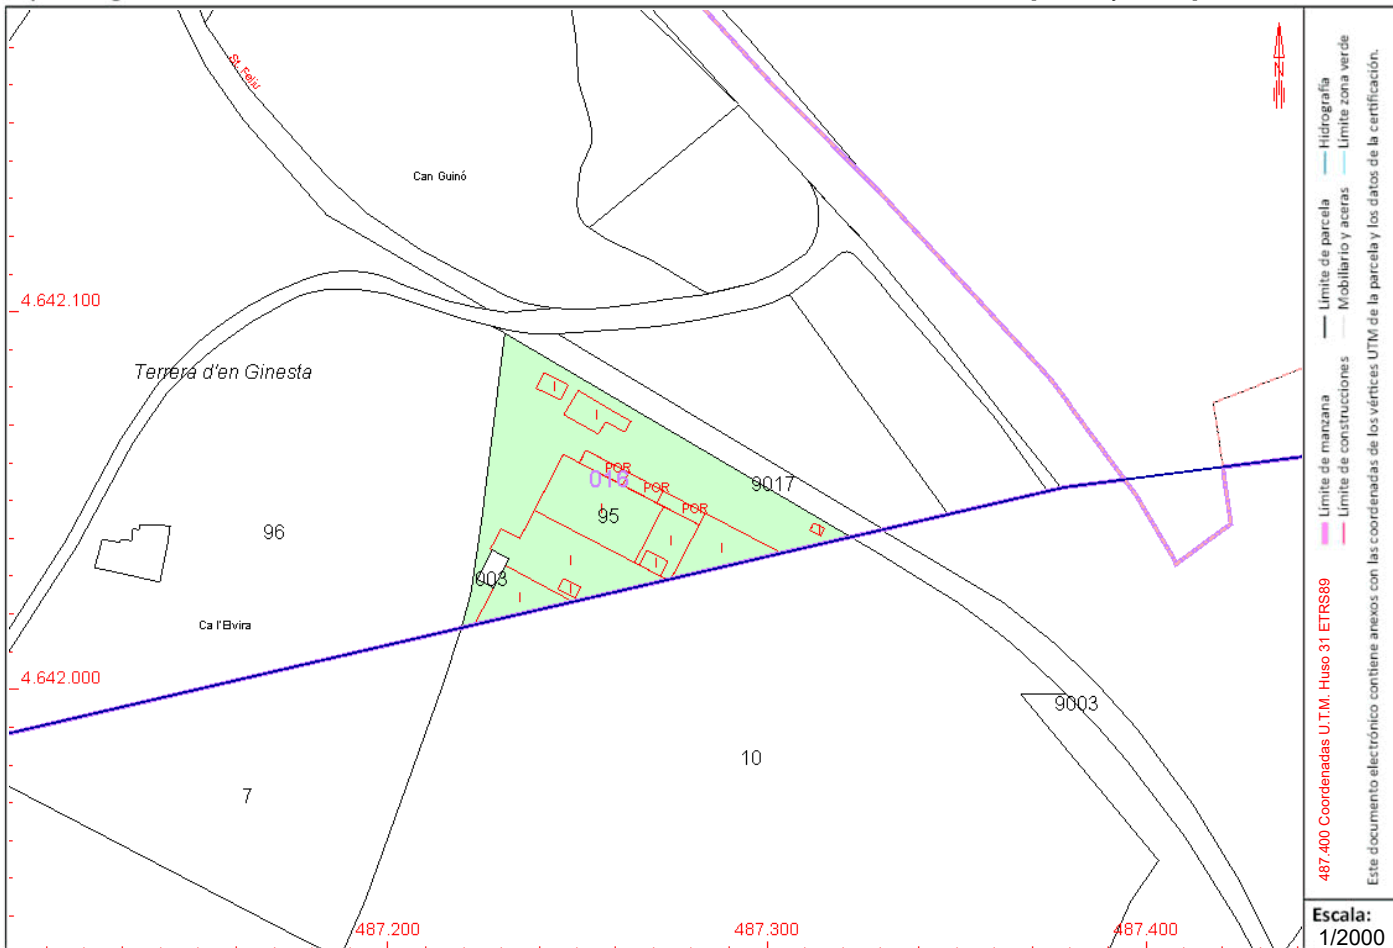 St. Feliu
Can Guinó
4.642.100
Terrera d'en Ginesta
POR
016
POR
9017
POR
95
96
003
Ca l'Elvira
4.642.000
9003
10
7
487.200
487.300
487.400
N
Límite de manzana
Límite de parcela
Hidrografía
Límite de construcciones
Mobiliario y aceras
Límite zona verde
487.400 Coordenadas U.T.M. Huso 31 ETRS89
Este documento electrónico contiene anexos con las coordenadas de los vértices UTM de la parcela y los datos de la certificación.
Escala:
1/2000